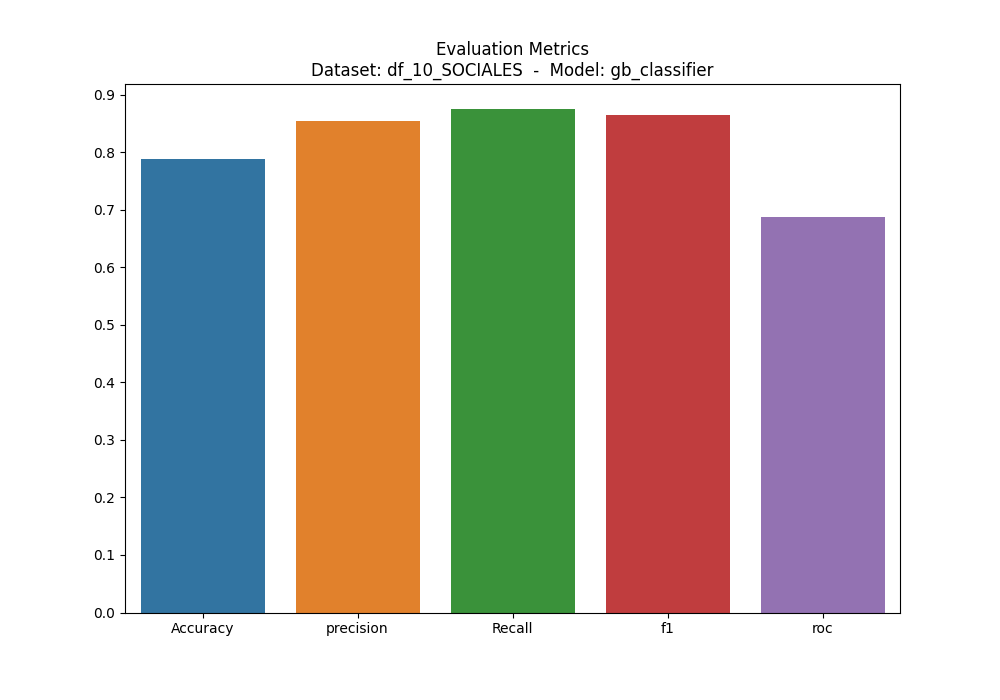 Evaluation Metrics
Dataset: df_10_SOCIALES  -  Model: gb_classifier
0.9
0.8
0.7
0.6
0.5
0.4
0.3
0.2
0.1
0.0
Accuracy
precision
Recall
f1
roc